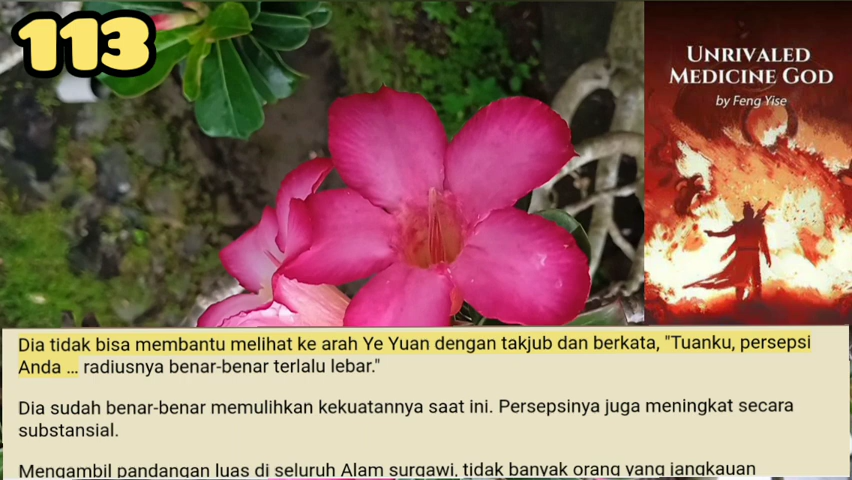 113
UNRIVALED
MEDICINE GOD
by Feng Yise
Dia tidak bisa membantu melihat ke arah Ye Yuan dengan takjub dan berkata, "Tuanku, persepsi
Anda ... radiusnya benar-benar terlalu lebar."
Dia sudah benar-benar memulihkan kekuatannya saat ini. Persepsinya juga meningkat secara
substansial.
Mengambil pandangan luas di seluruh Alam surgawi, tidak banyak orang yang jangkauan